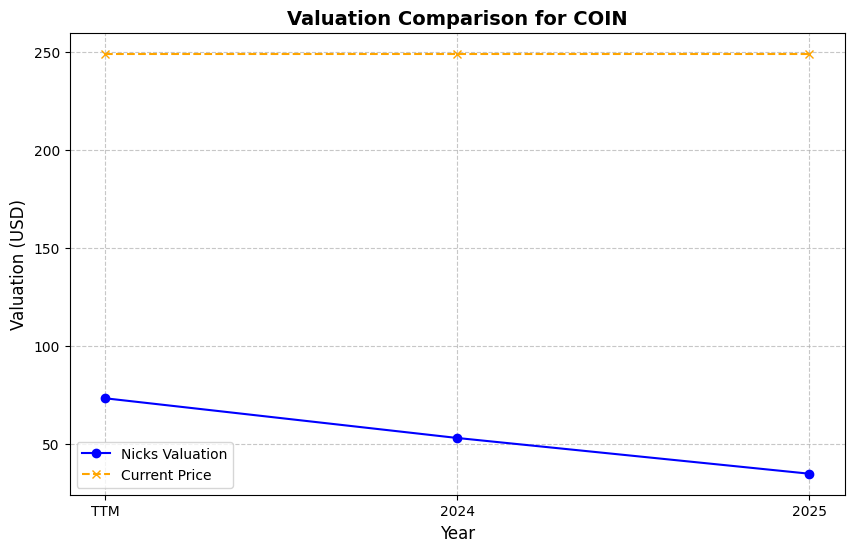 Valuation Comparison for COIN
Valuation (USD)
250
200
150
100
50
Nicks Valuation
Current Price
TTM
2024
2025
Year